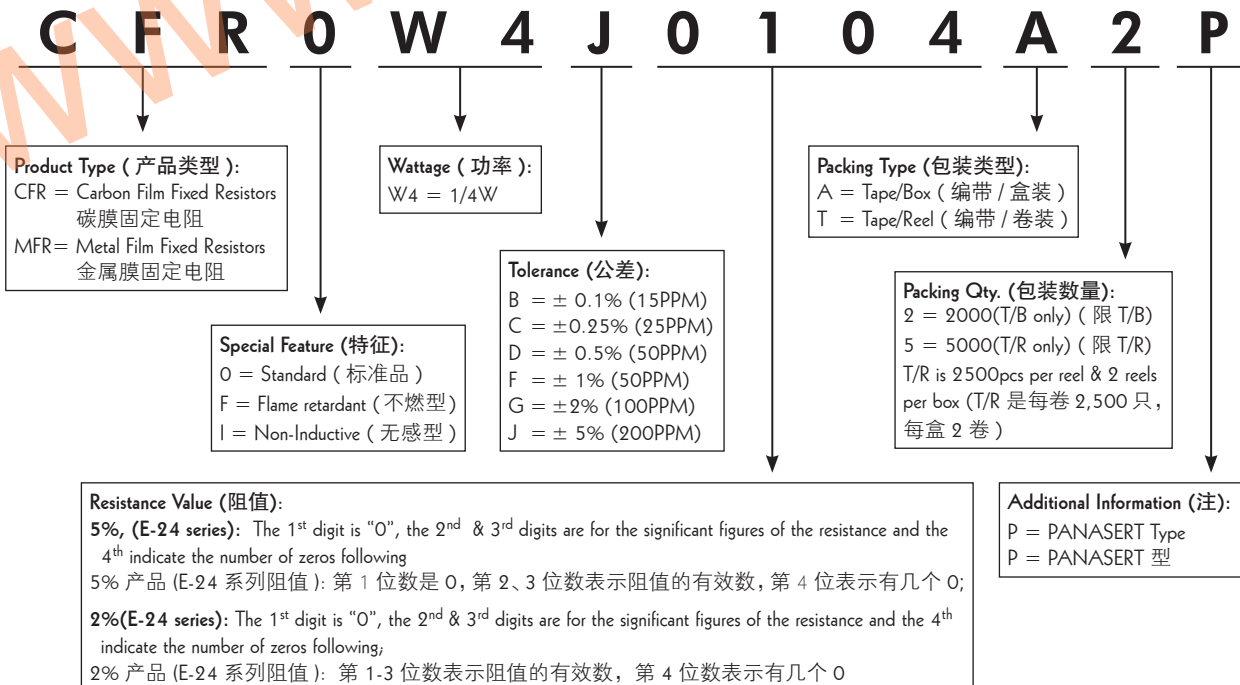 C F R 0 W 4 J 0 1 0 4 A 2 P
Product Type ( 产品类型 ):
CFR = Carbon Film Fixed Resistors
碳膜固定电阻
MFR= Metal Film Fixed Resistors
金属膜固定电阻
Wattage ( 功率 ):
W4 = 1/4W
Packing Type (包装类型):
A = Tape/Box ( 编带 / 盒装 )
T = Tape/Reel ( 编带 / 卷装 )
Special Feature (特征):
0 = Standard ( 标准品 )
F = Flame retardant ( 不燃型 )
I = Non-Inductive ( 无感型 )
Tolerance (公差):
B = ± 0.1% (15PPM)
C = ±0.25% (25PPM)
D = ± 0.5% (50PPM)
F = ± 1% (50PPM)
G = ±2% (100PPM)
J = ± 5% (200PPM)
Packing Qty. (包装数量):
2 = 2000(T/B only) ( 限 T/B)
5 = 5000(T/R only) ( 限 T/R)
T/R is 2500pcs per reel & 2 reels
per box (T/R 是每卷 2,500 只,
每盒 2 卷 )
Resistance Value (阻值):
5%, (E-24 series): The 1st digit is “0”, the 2nd & 3rd digits are for the significant figures of the resistance and the
4th indicate the number of zeros following
5% 产品 (E-24 系列阻值 ): 第 1 位数是 0, 第 2、3 位数表示阻值的有效数, 第 4 位表示有几个 0;
2%(E-24 series): The 1st digit is “0”, the 2nd & 3rd digits are for the significant figures of the resistance and the 4th
indicate the number of zeros following;
2% 产品 (E-24 系列阻值 ): 第 1-3 位数表示阻值的有效数, 第 4 位数表示有几个 0
Additional Information (注):
P = PANASERT Type
P = PANASERT 型
WWW